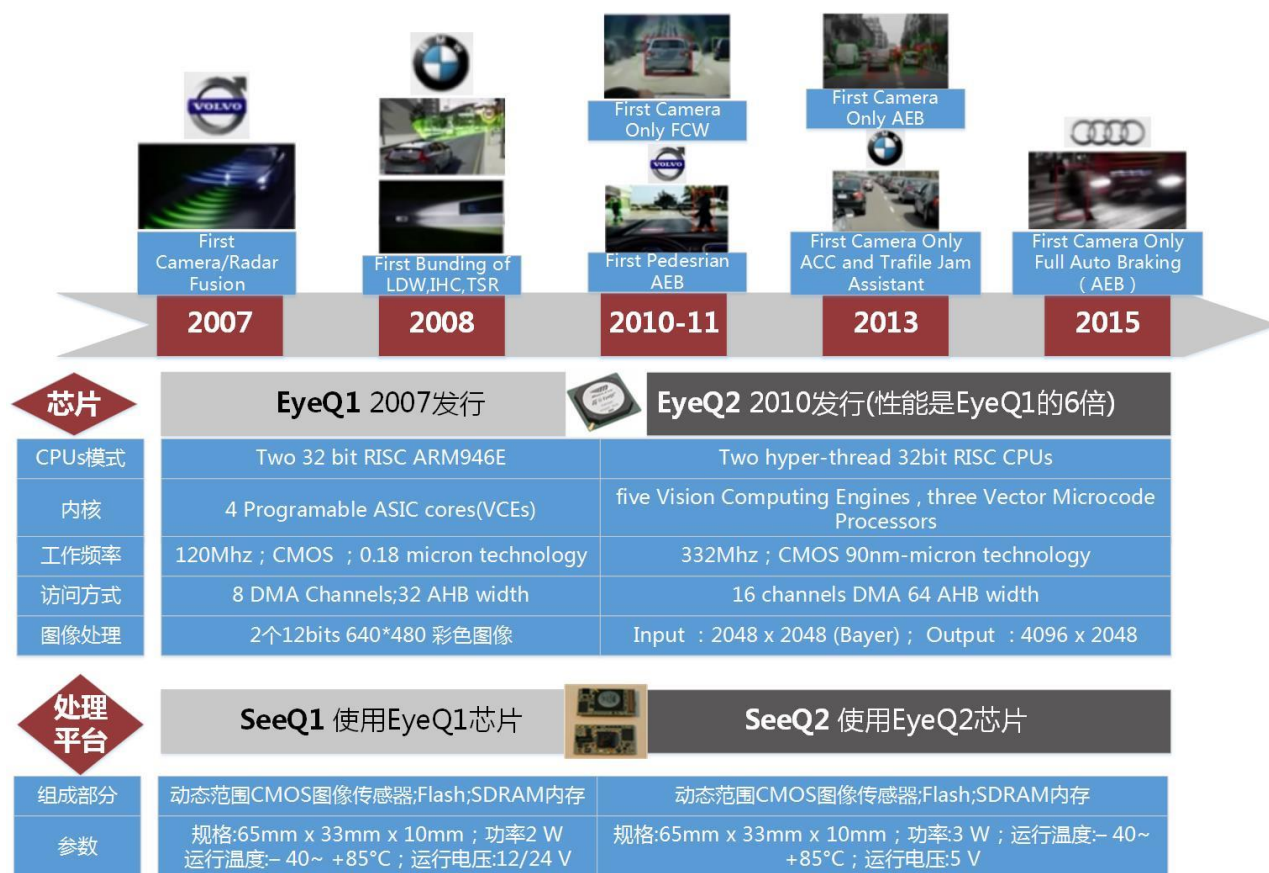 VOLVO
BMW
First Camera
Only FCW
First Camera
Only AEB
VOLVO
First
Camera/Radar
Fusion
First Bunding of
LDW,IHC,TSR
First Pedesrian
AEB
First Camera Only
ACC and Trafile Jam
Assistant
First Camera Only
Full Auto Braking
（AEB）
2007
2008
2010-11
2013
2015
芯片
EyeQ1 2007发行
EyeQ2 2010发行(性能是EyeQ1的6倍)
CPUs模式
Two 32 bit RISC ARM946E
Two hyper-thread 32bit RISC CPUs
内核
4 Programable ASIC cores(VCEs)
five Vision Computing Engines , three Vector Microcode
Processors
工作频率
120Mhz；CMOS ；0.18 micron technology
332Mhz；CMOS 90nm-micron technology
访问方式
8 DMA Channels;32 AHB width
16 channels DMA 64 AHB width
图像处理
2个12bits 640*480 彩色图像
Input ：2048 x 2048 (Bayer)； Output ：4096 x 2048
处理
平台
SeeQ1 使用EyeQ1芯片
SeeQ2 使用EyeQ2芯片
组成部分
动态范围CMOS图像传感器;Flash;SDRAM内存
动态范围CMOS图像传感器;Flash;SDRAM内存
参数
规格:65mm x 33mm x 10mm；功率2 W
运行温度:– 40~ +85°C；运行电压:12/24 V
规格:65mm x 33mm x 10mm；功率:3 W；运行温度:– 40~
+85°C；运行电压:5 V